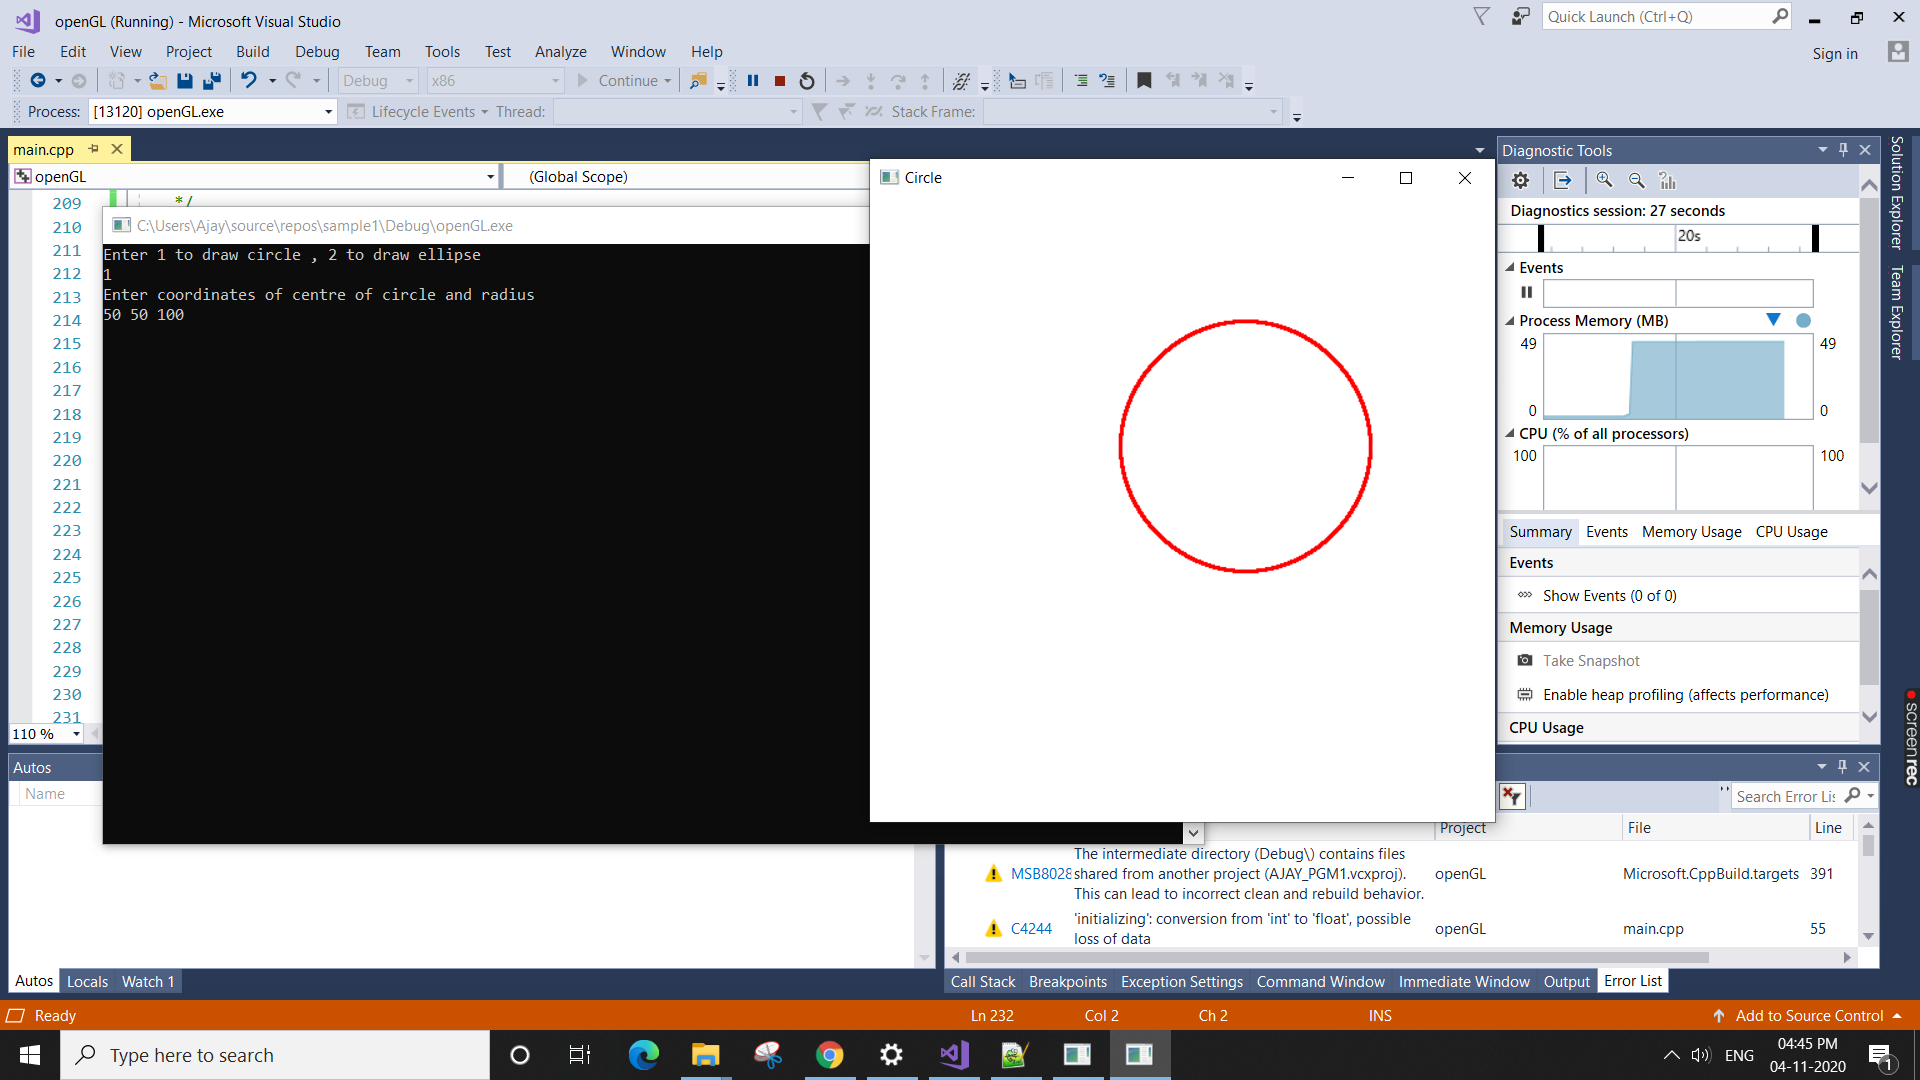 openGL (Running) - Microsoft Visual Studio
Quick Launch (Ctrl+Q)
File Edit View Project Build Debug Team Tools Test Analyze Window Help
Sign in
Debug x86 Continue
Process: [13120] openGL.exe Lifecycle Events Thread: Stack Frame:
main.cpp
openGL (Global Scope)
209 */
210
211
212
213
214
215
216
217
218
219
220
221
222
223
224
225
226
227
228
229
230
231
110 %
C:\Users\Ajay\source\repos\sample1\Debug\openGL.exe
Enter 1 to draw circle , 2 to draw ellipse
1
Enter coordinates of centre of circle and radius
50 50 100
Circle
Diagnostic Tools
Diagnostics session: 27 seconds
20s
Events
Process Memory (MB)
49 49
0 0
CPU (% of all processors)
100 100
Summary Events Memory Usage CPU Usage
Events
Show Events (0 of 0)
Memory Usage
Take Snapshot
Enable heap profiling (affects performance)
CPU Usage
Solution Explorer
Team Explorer
screenrec
Autos
Name
Autos Locals Watch 1
Search Error Lis
Project File Line
MSB8028 The intermediate directory (Debug\) contains files shared from another project (AJAY_PGM1.vcxproj). This can lead to incorrect clean and rebuild behavior. openGL Microsoft.CppBuild.targets 391
C4244 'initializing': conversion from 'int' to 'float', possible loss of data openGL main.cpp 55
Call Stack Breakpoints Exception Settings Command Window Immediate Window Output Error List
Ready Ln 232 Col 2 Ch 2 INS Add to Source Control
Type here to search
ENG
04:45 PM
04-11-2020
1